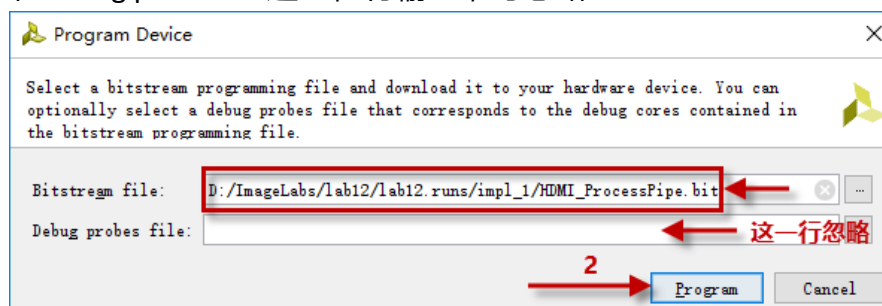 Program Device
Select a bitstream programming file and download it to your hardware device. You can
optionally select a debug probes file that corresponds to the debug cores contained in
the bitstream programming file.
Bitstream file: D:/ImageLabs/lab12/lab12.runs/impl_1/HDMI_ProcessPipe.bit ...
Debug probes file: 这一行忽略
2
Program Cancel